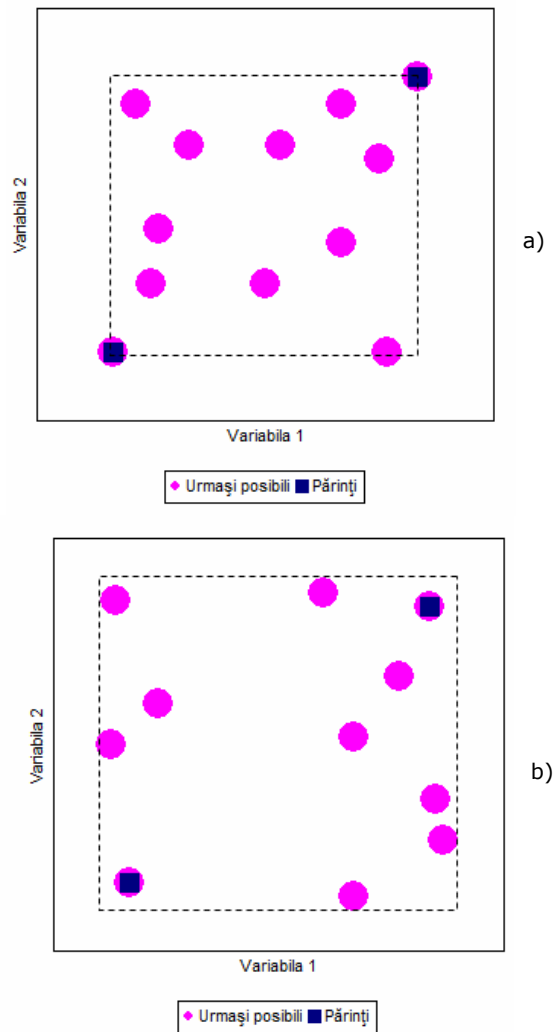 Variabila 2
a)
Variabila 1
Urmaşi posibili Părinţi
Variabila 2
b)
Variabila 1
Urmaşi posibili Părinţi